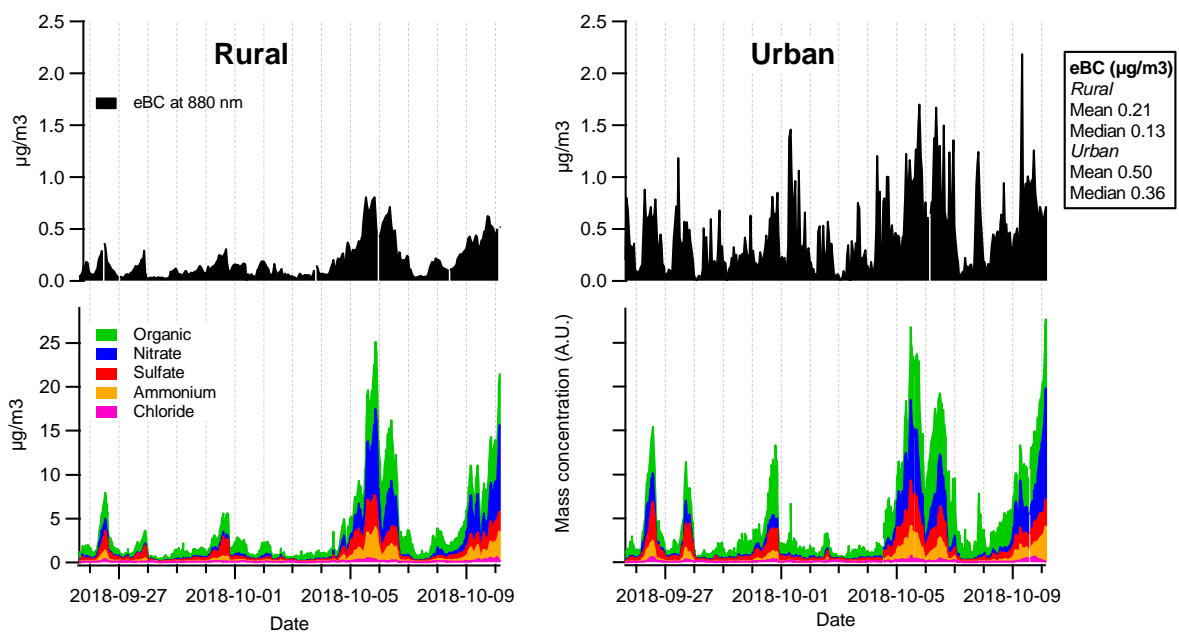 Rural
2.5
2.0
1.5
1.0
0.5
0.0
µg/m3
eBC at 880 nm
Urban
2.5
2.0
1.5
1.0
0.5
0.0
µg/m3
eBC (µg/m3)
Rural
Mean 0.21
Median 0.13
Urban
Mean 0.50
Median 0.36
25
20
15
10
5
0
µg/m3
Organic
Nitrate
Sulfate
Ammonium
Chloride
2018-09-27
2018-10-01
2018-10-05
2018-10-09
Date
Mass concentration (A.U.)
2018-09-27
2018-10-01
2018-10-05
2018-10-09
Date